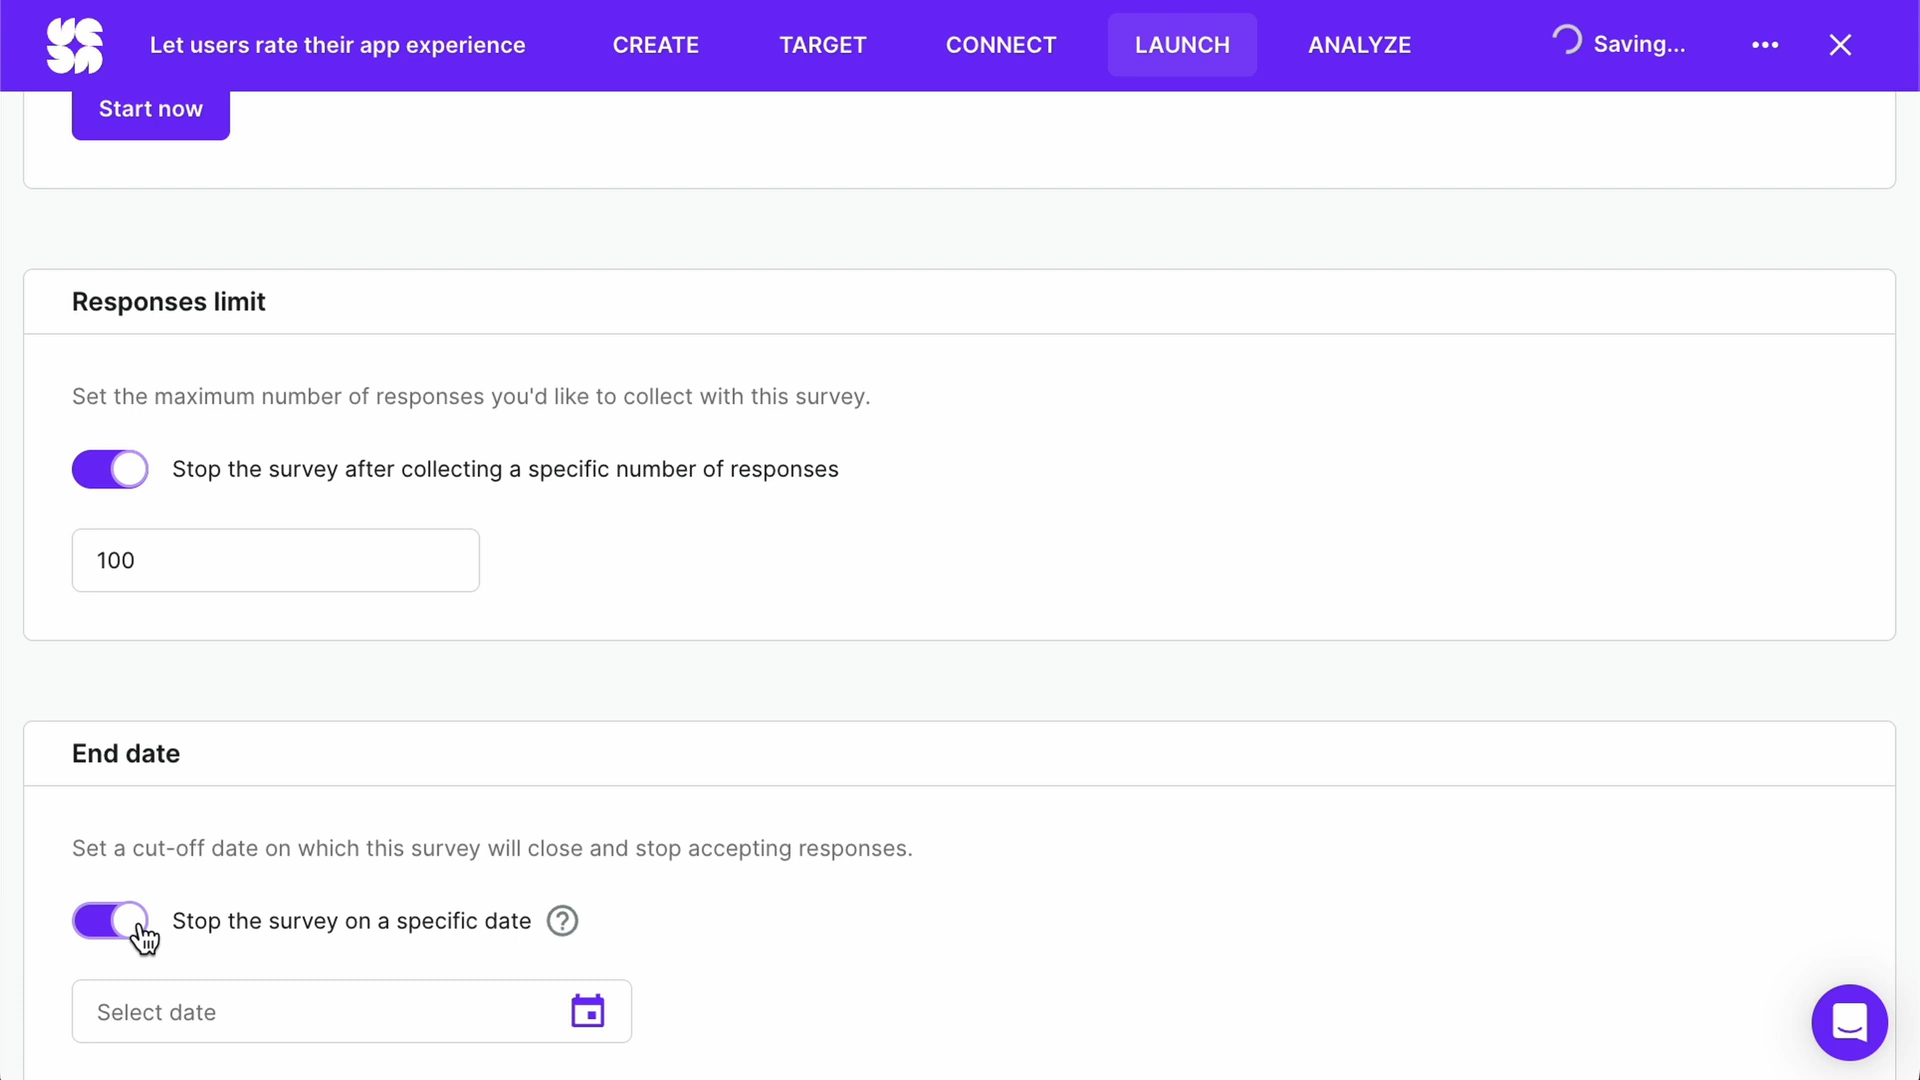 Let users rate their app experience
CREATE
TARGET
CONNECT
LAUNCH
ANALYZE
Saving...
Start now
Responses limit
Set the maximum number of responses you'd like to collect with this survey.
Stop the survey after collecting a specific number of responses
100
End date
Set a cut-off date on which this survey will close and stop accepting responses.
Stop the survey on a specific date
Select date